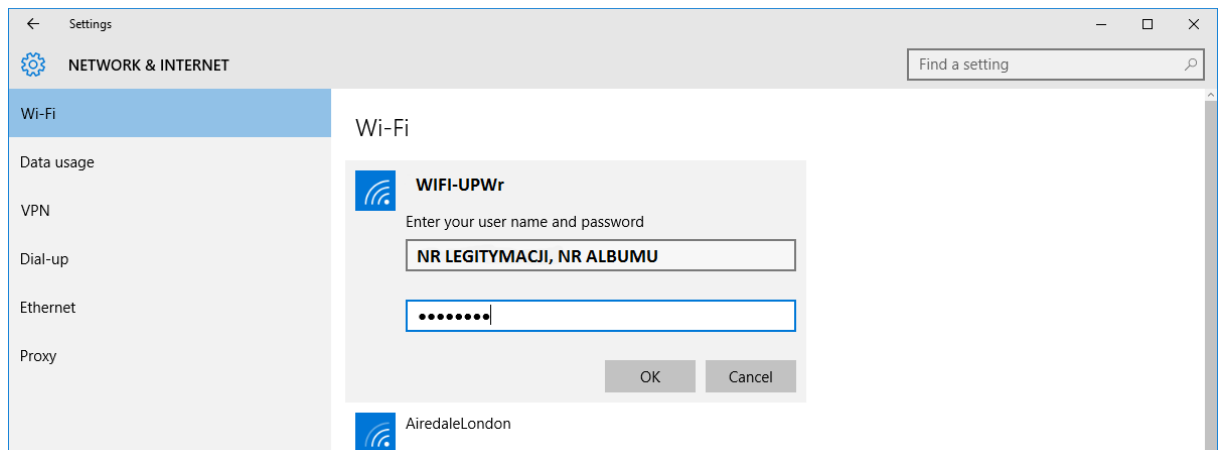 Settings
NETWORK & INTERNET
Find a setting
Wi-Fi
Data usage
VPN
Dial-up
Ethernet
Proxy
Wi-Fi
WIFI-UPWr
Enter your user name and password
NR LEGITYMACJI, NR ALBUMU
••••••••
OK Cancel
AiredaleLondon